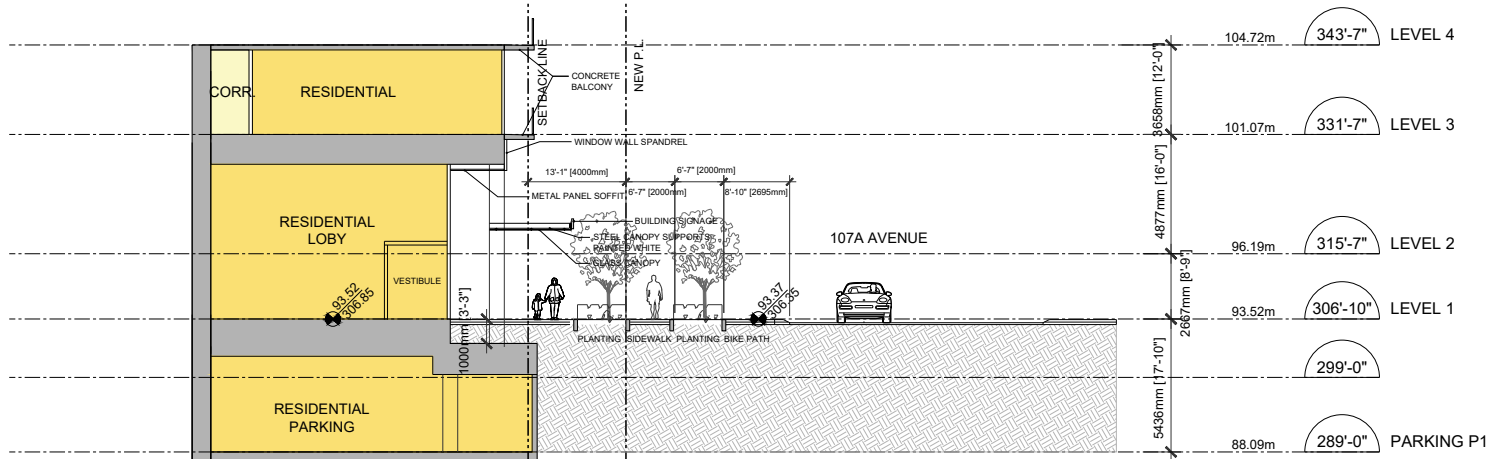 104.72m
343'-7"
LEVEL 4
SETBACK LINE
NEW P.L.
CONCRETE
BALCONY
CORR.
RESIDENTIAL
3658mm [12'-0"]
101.07m
331'-7"
LEVEL 3
WINDOW WALL SPANDREL
13'-1" [4000mm]
6'-7" [2000mm]
6'-7" [2000mm]
8'-10" [2695mm]
METAL PANEL SOFFIT
4877mm [16'-0"]
RESIDENTIAL
LOBY
BUILDING SIGNAGE
STEEL CANOPY SUPPORTS
PAINTED WHITE
GLASS CANOPY
107A AVENUE
96.19m
315'-7"
LEVEL 2
VESTIBULE
2667mm [8'-9"]
93.52
306.85
93.37
306.35
93.52m
306'-10"
LEVEL 1
1000mm [3'-3"]
PLANTING
SIDEWALK
PLANTING
BIKE PATH
299'-0"
RESIDENTIAL
PARKING
5436mm [17'-10"]
88.09m
289'-0"
PARKING P1